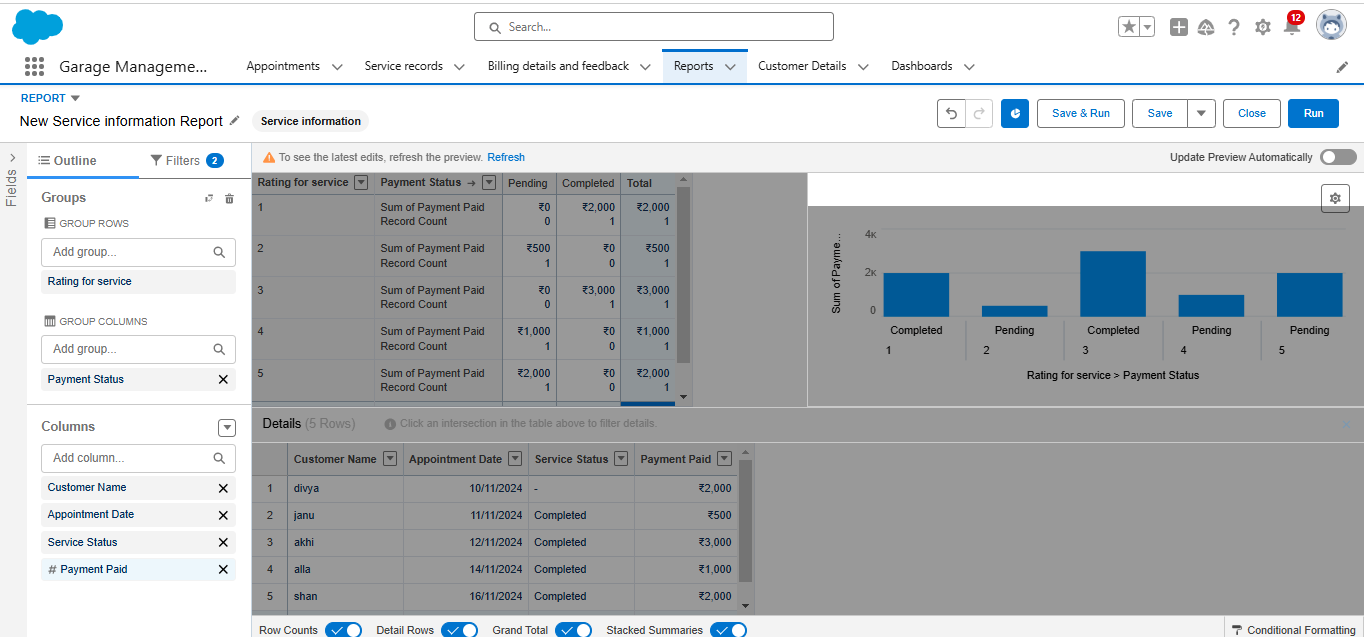 Search...
12
Garage Manageme...
Appointments
Service records
Billing details and feedback
Reports
Customer Details
Dashboards
REPORT
New Service information Report
Service information
Save & Run
Save
Close
Run
Fields
Outline
Filters 2
To see the latest edits, refresh the preview. Refresh
Update Preview Automatically
Groups
GROUP ROWS
Add group...
Rating for service
GROUP COLUMNS
Add group...
Payment Status
Columns
Add column...
Customer Name
Appointment Date
Service Status
# Payment Paid
Rating for service Payment Status → Pending Completed Total
1 Sum of Payment Paid ₹0 ₹2,000 ₹2,000
Record Count 0 1 1
2 Sum of Payment Paid ₹500 ₹0 ₹500
Record Count 1 0 1
3 Sum of Payment Paid ₹0 ₹3,000 ₹3,000
Record Count 0 1 1
4 Sum of Payment Paid ₹1,000 ₹0 ₹1,000
Record Count 1 0 1
5 Sum of Payment Paid ₹2,000 ₹0 ₹2,000
Record Count 1 0 1
Sum of Payme...
4K
2K
0
Completed Pending Completed Pending Pending
1 2 3 4 5
Rating for service > Payment Status
Details (5 Rows)
Click an intersection in the table above to filter details.
Customer Name Appointment Date Service Status Payment Paid
1 divya 10/11/2024 - ₹2,000
2 janu 11/11/2024 Completed ₹500
3 akhi 12/11/2024 Completed ₹3,000
4 alla 14/11/2024 Completed ₹1,000
5 shan 16/11/2024 Completed ₹2,000
Row Counts
Detail Rows
Grand Total
Stacked Summaries
Conditional Formatting